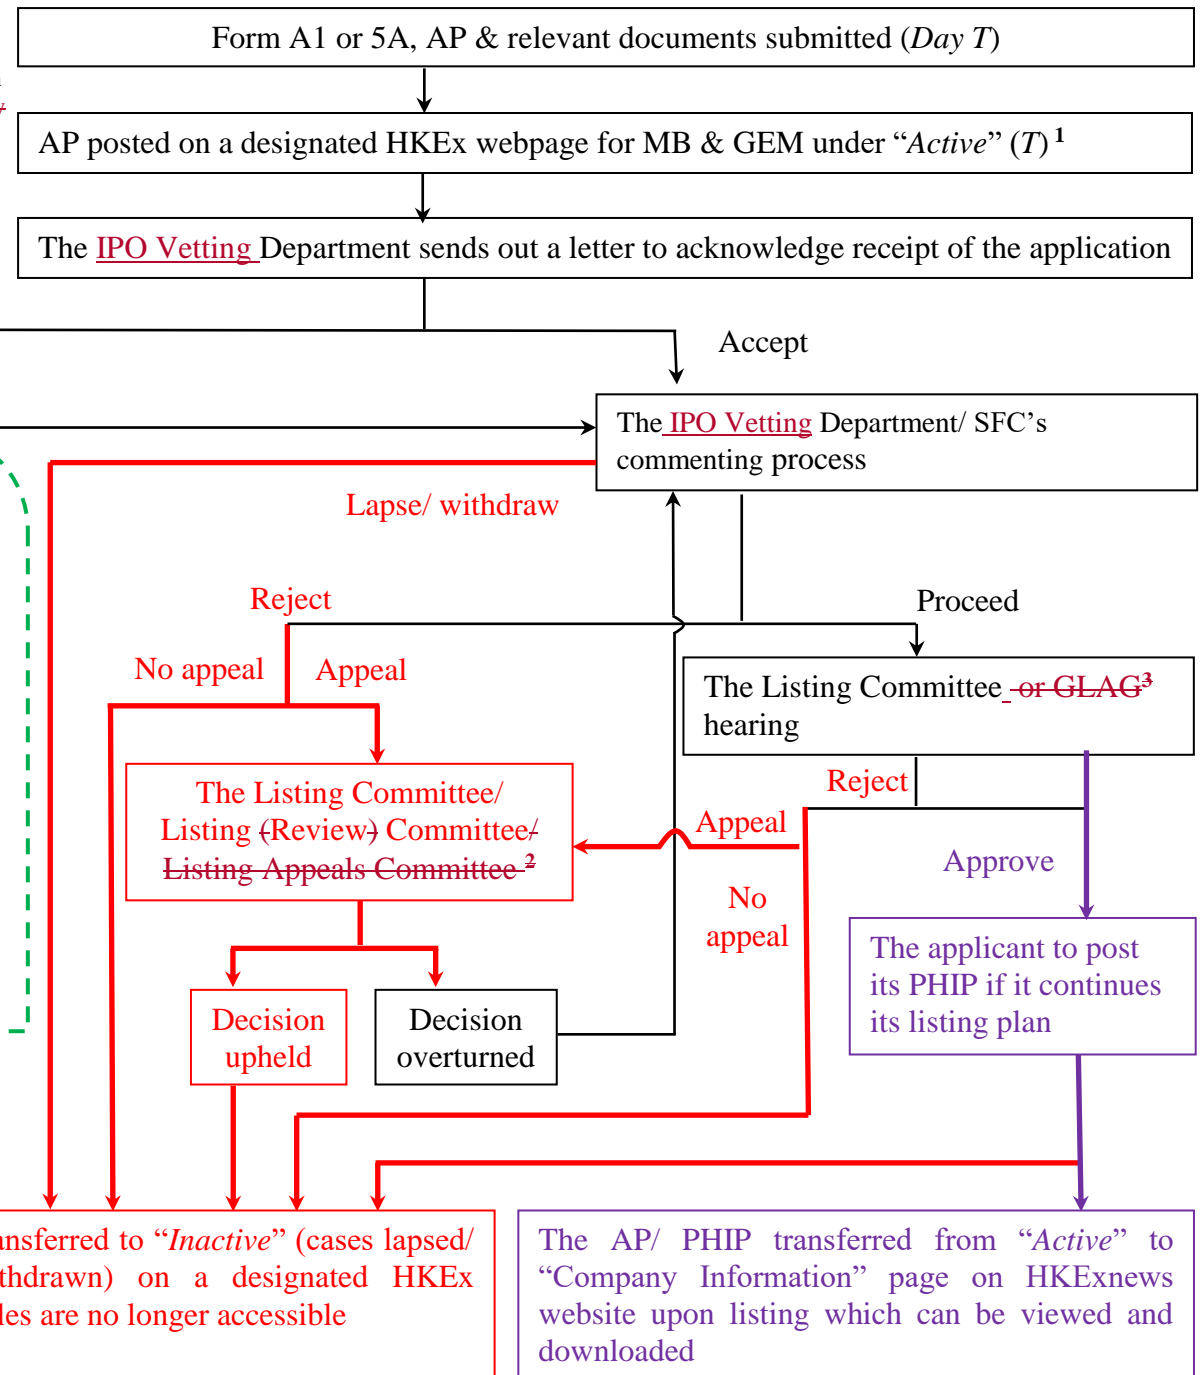 Form A1 or 5A, AP & relevant documents submitted (Day T)
AP posted on a designated HKEx webpage for MB & GEM under “Active” (T) 1
The IPO Vetting Department sends out a letter to acknowledge receipt of the application
Accept
The IPO Vetting Department/ SFC’s
commenting process
Lapse/ withdraw
Reject
Proceed
No appeal
Appeal
The Listing Committee or GLAG3
hearing
The Listing Committee/
Listing (Review) Committee/
Listing Appeals Committee 2
Reject
Appeal
Approve
No
appeal
The applicant to post
its PHIP if it continues
its listing plan
Decision
upheld
Decision
overturned
“Inactive” (cases lapsed/
on a designated HKEx
are no longer accessible
The AP/ PHIP transferred from “Active” to
“Company Information” page on HKExnews
website upon listing which can be viewed and
downloaded